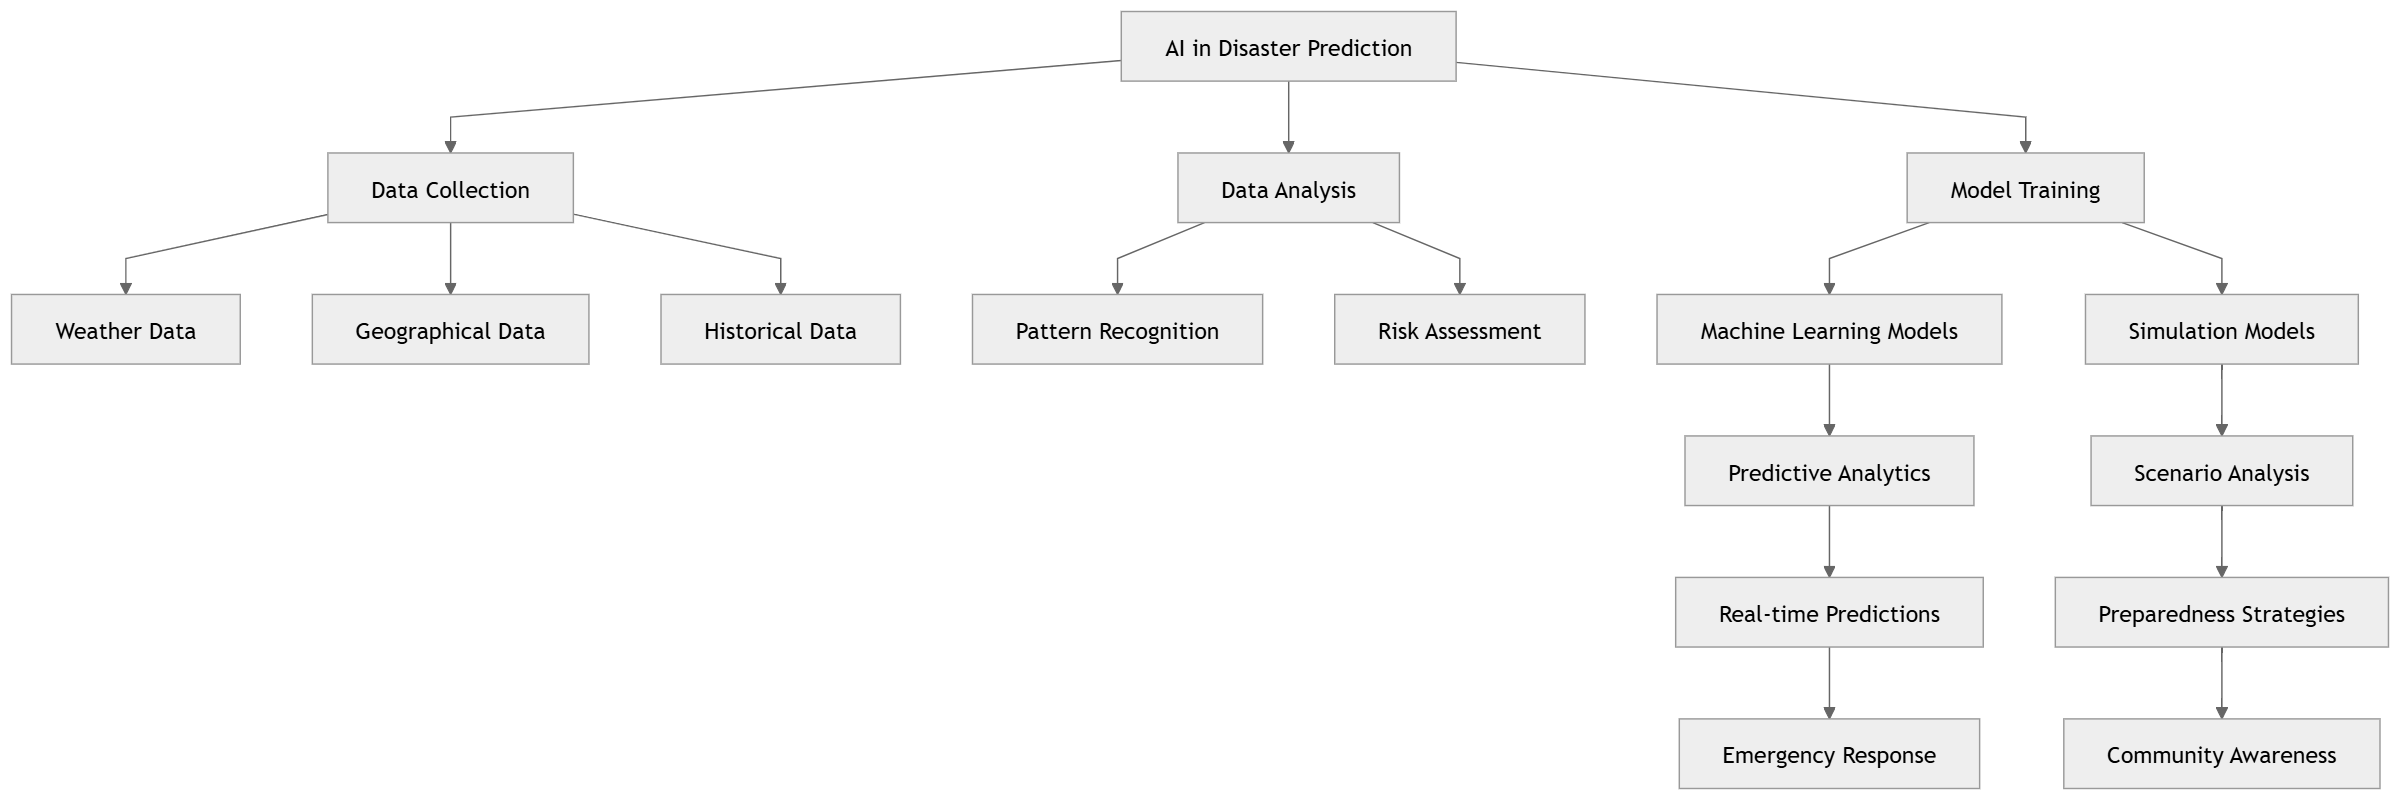 AI in Disaster Prediction
Data Collection
Data Analysis
Model Training
Weather Data
Geographical Data
Historical Data
Pattern Recognition
Risk Assessment
Machine Learning Models
Simulation Models
Predictive Analytics
Scenario Analysis
Real-time Predictions
Preparedness Strategies
Emergency Response
Community Awareness